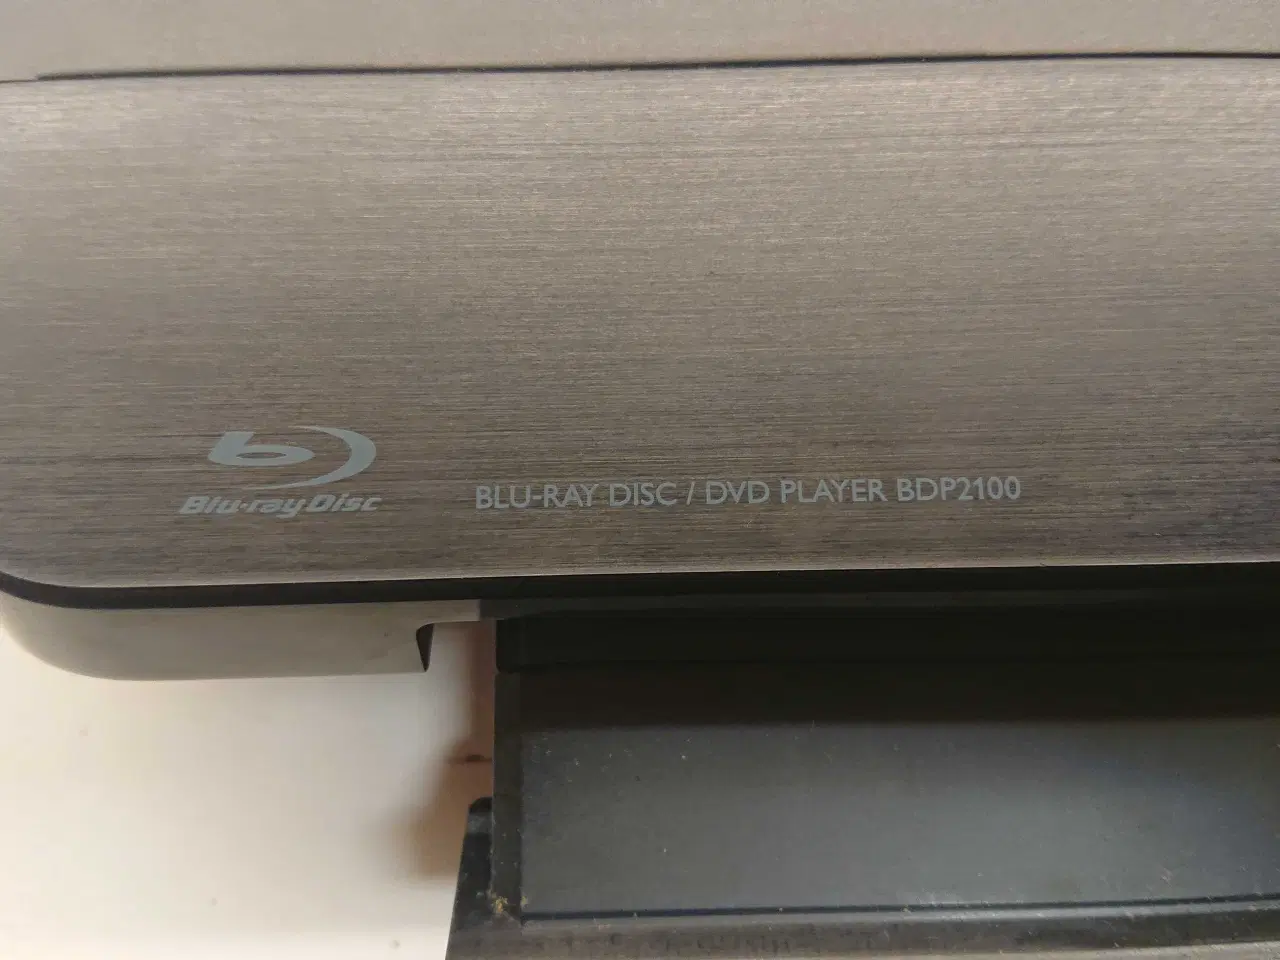 b
Blu-ray Disc
BLU-RAY DISC / DVD PLAYER BDP2100